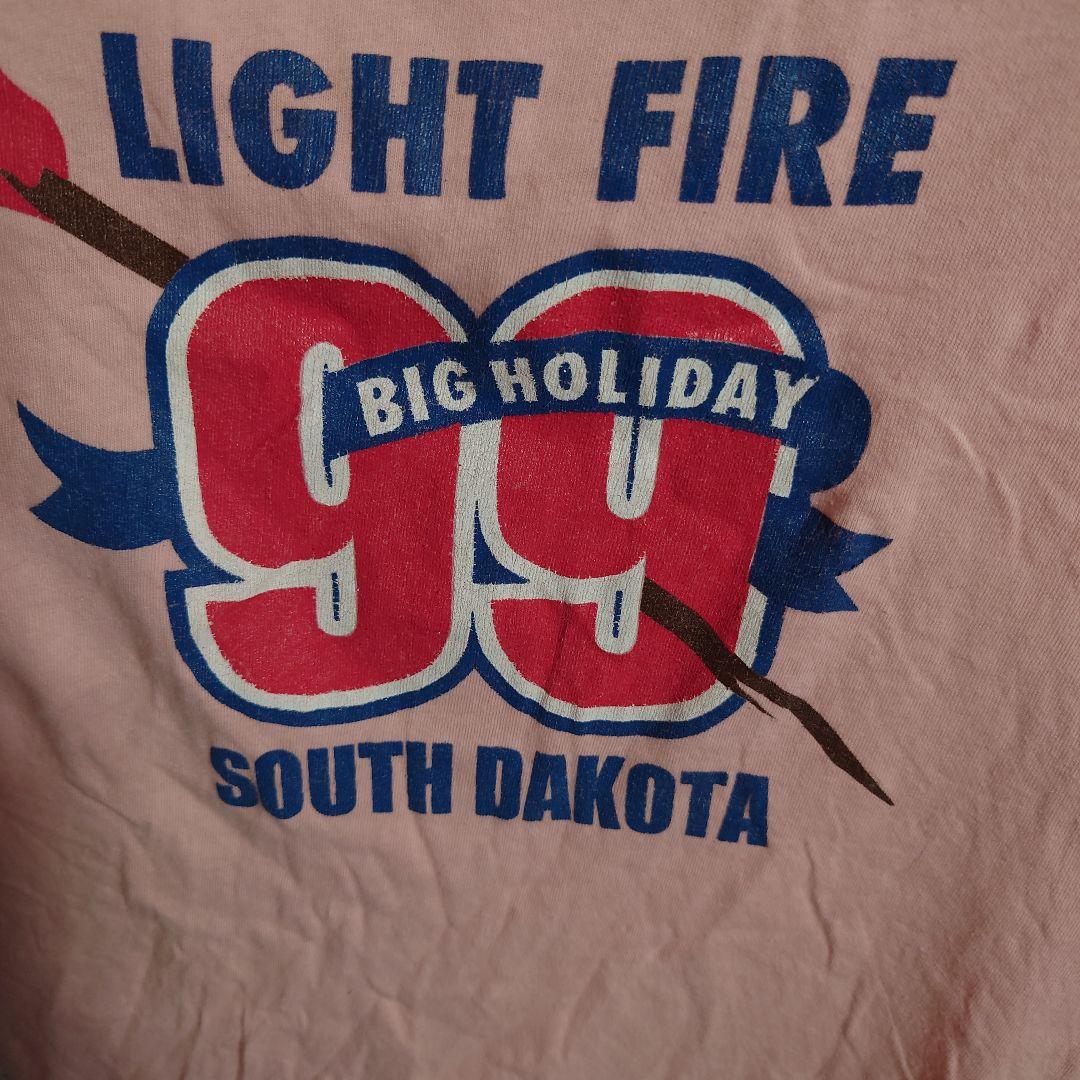 LIGHT FIRE
99
BIG HOLIDAY
SOUTH DAKOTA